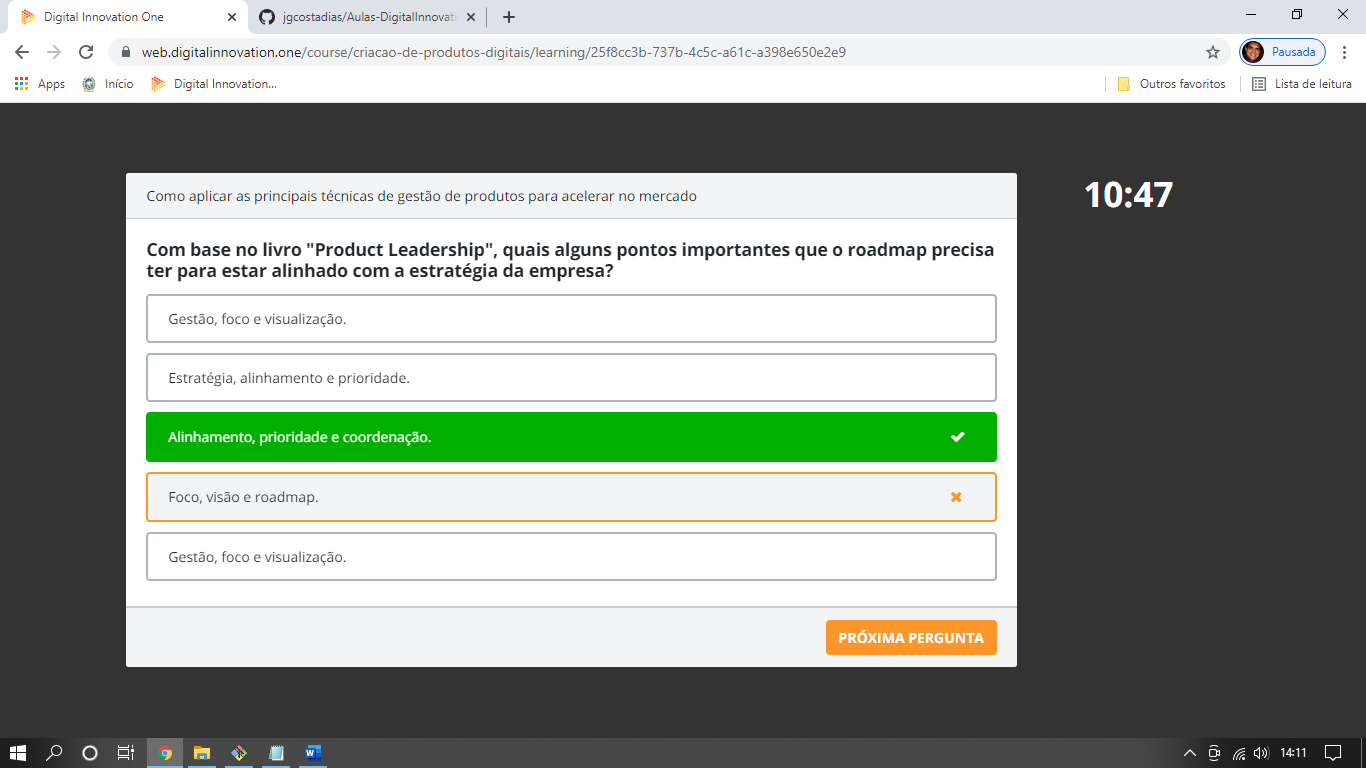 Digital Innovation One
jgcostadias/Aulas-DigitalInnovati
web.digitalinnovation.one/course/criacao-de-produtos-digitais/learning/25f8cc3b-737b-4c5c-a61c-a398e650e2e9
Pausada
Apps Início Digital Innovation... Outros favoritos Lista de leitura
Como aplicar as principais técnicas de gestão de produtos para acelerar no mercado
10:47
Com base no livro "Product Leadership", quais alguns pontos importantes que o roadmap precisa
ter para estar alinhado com a estratégia da empresa?
Gestão, foco e visualização.
Estratégia, alinhamento e prioridade.
Alinhamento, prioridade e coordenação.
Foco, visão e roadmap.
Gestão, foco e visualização.
PRÓXIMA PERGUNTA
14:11